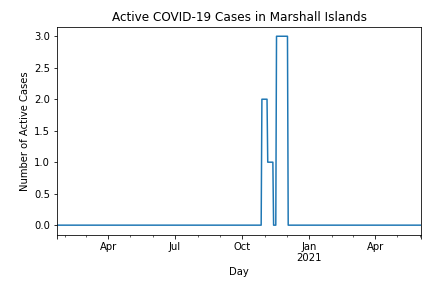 Active COVID-19 Cases in Marshall Islands
Number of Active Cases
3.0
2.5
2.0
1.5
1.0
0.5
0.0
Apr Jul Oct Jan Apr
2021
Day